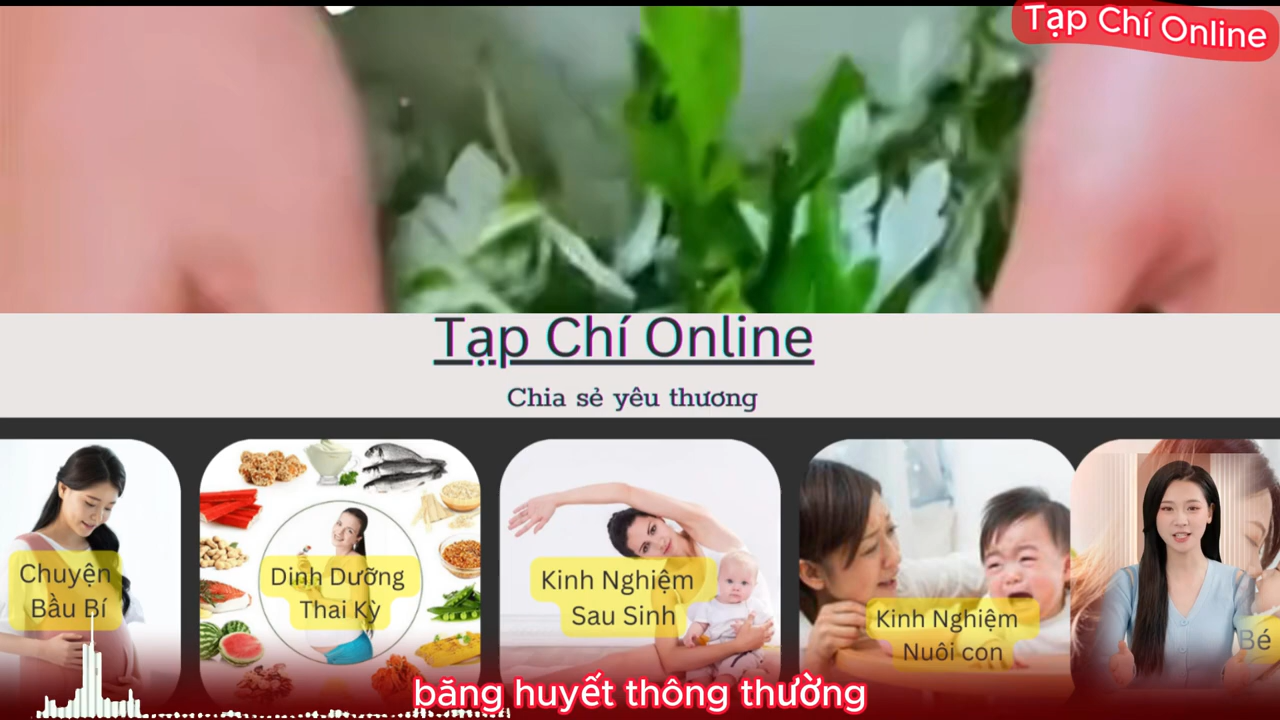 Tạp Chí Online
Tạp Chí Online
Chia sẻ yêu thương
Chuyện
Bầu Bí
Dinh Dưỡng
Thai Kỳ
Kinh Nghiệm
Sau Sinh
Kinh Nghiệm
Nuôi con
Bé
băng huyết thông thường